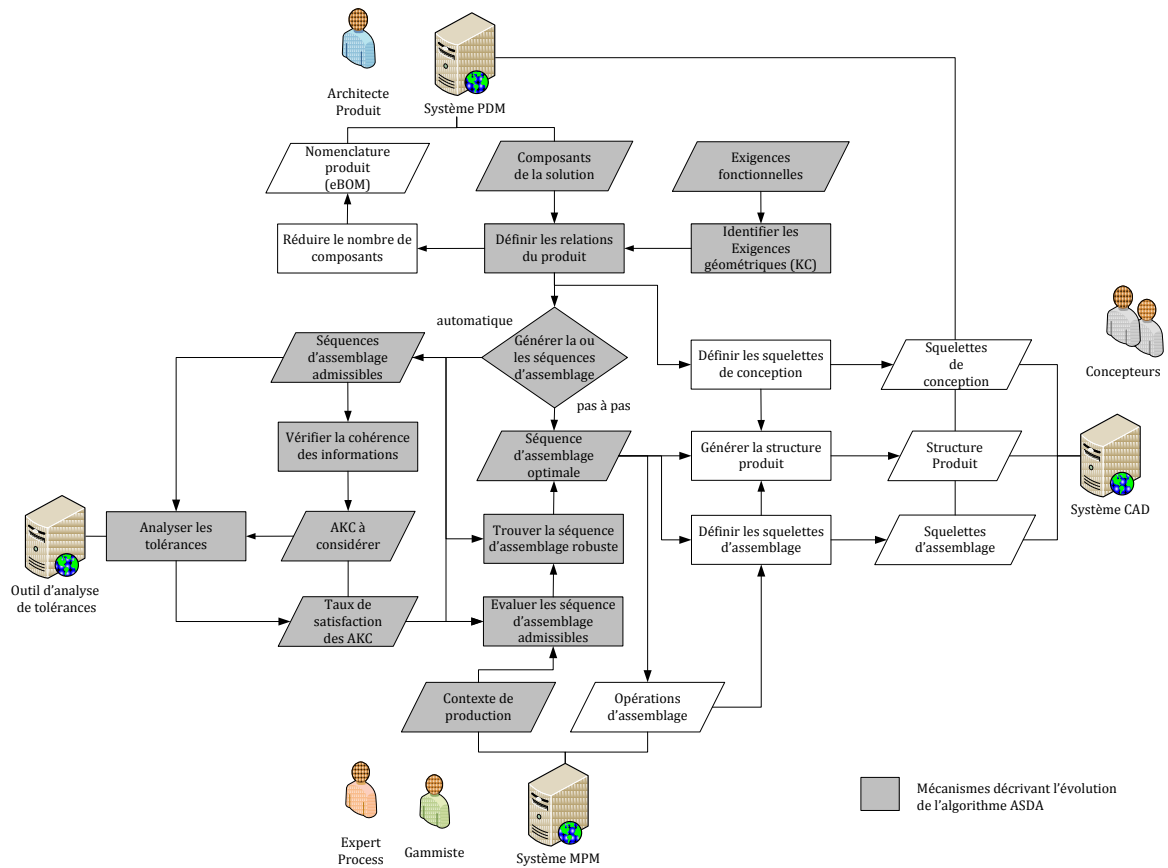 Architecte
Produit
Système PDM
Nomenclature
produit
(eBOM)
Composants
de la solution
Exigences
fonctionnelles
Réduire le nombre de
composants
Définir les relations
du produit
Identifier les
Exigences
géométriques (KC)
automatique
Générer la ou
les séquences
d'assemblage
pas à pas
Séquences
d'assemblage
admissibles
Définir les squelettes
de conception
Squelettes
de
conception
Concepteurs
Vérifier la cohérence
des informations
Séquence
d'assemblage
optimale
Générer la structure
produit
Structure
Produit
Système CAD
Analyser les
tolérances
AKC à
considérer
Trouver la séquence
d'assemblage robuste
Définir les squelettes
d'assemblage
Squelettes
d'assemblage
Outil d'analyse
de tolérances
Taux de
satisfaction
des AKC
Evaluer les séquence
d'assemblage
admissibles
Contexte de
production
Opérations
d'assemblage
Expert
Process
Gammiste
Système MPM
Mécanismes décrivant l'évolution
de l'algorithme ASDA